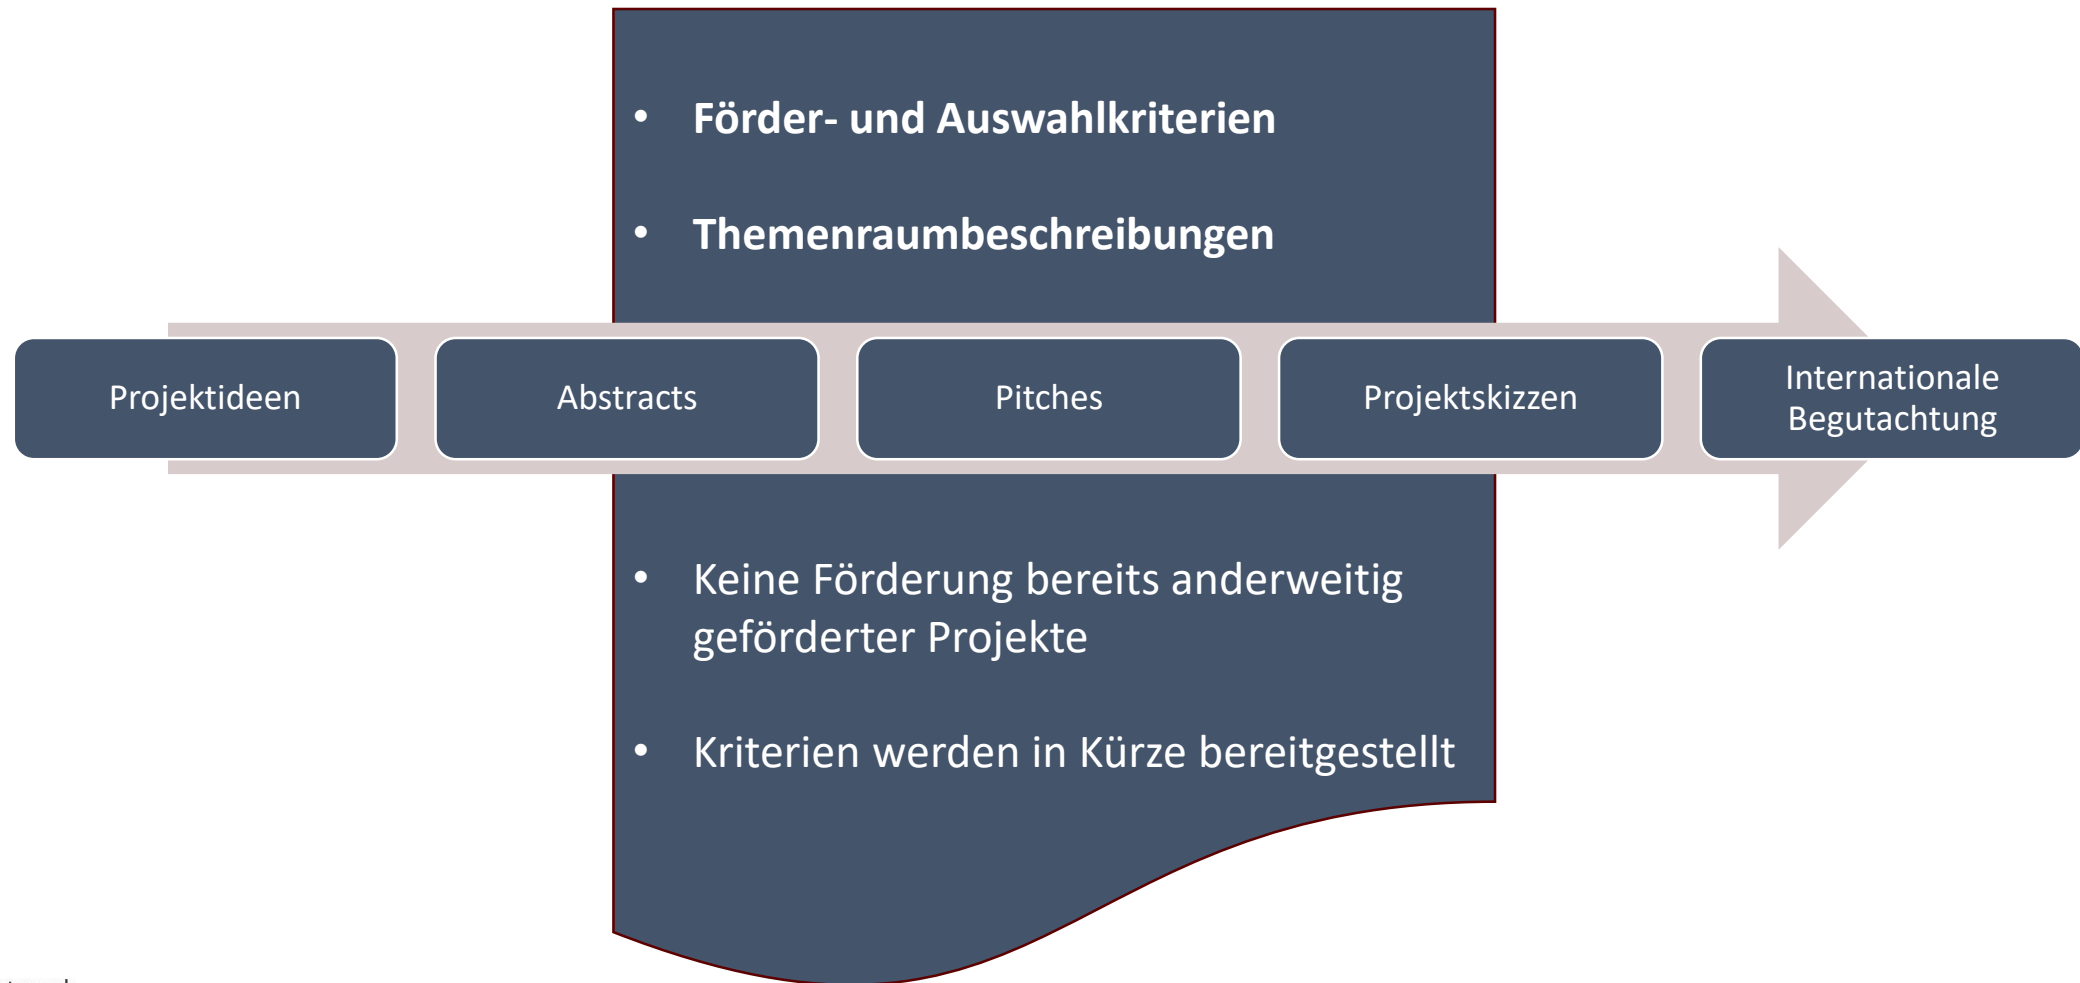 • Förder- und Auswahlkriterien
• Themenraumbeschreibungen
Projektideen
Abstracts
Pitches
Projektskizzen
Internationale
Begutachtung
• Keine Förderung bereits anderweitig
geförderter Projekte
• Kriterien werden in Kürze bereitgestellt